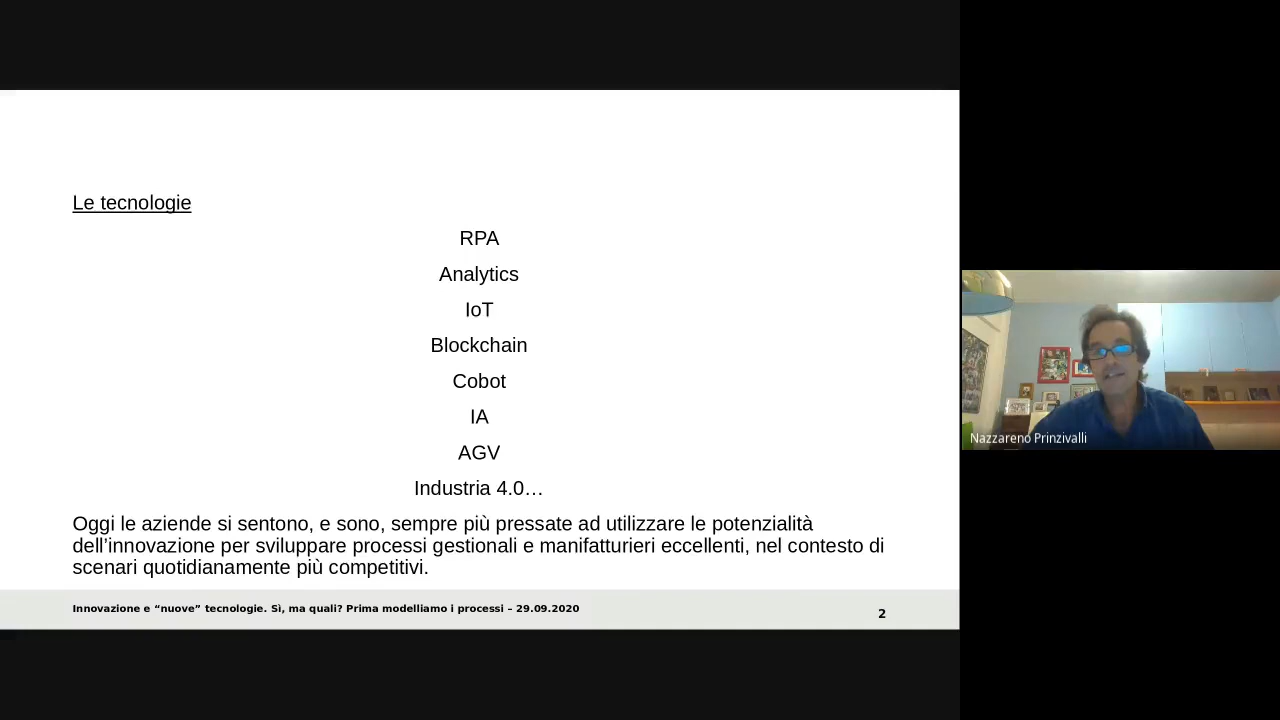 Le tecnologie
RPA
Analytics
IoT
Blockchain
Cobot
IA
AGV
Industria 4.0…
Oggi le aziende si sentono, e sono, sempre più pressate ad utilizzare le potenzialità
dell’innovazione per sviluppare processi gestionali e manifatturieri eccellenti, nel contesto di
scenari quotidianamente più competitivi.
Innovazione e “nuove” tecnologie. Sì, ma quali? Prima modelliamo i processi – 29.09.2020
2
Nazzareno Prinzivalli